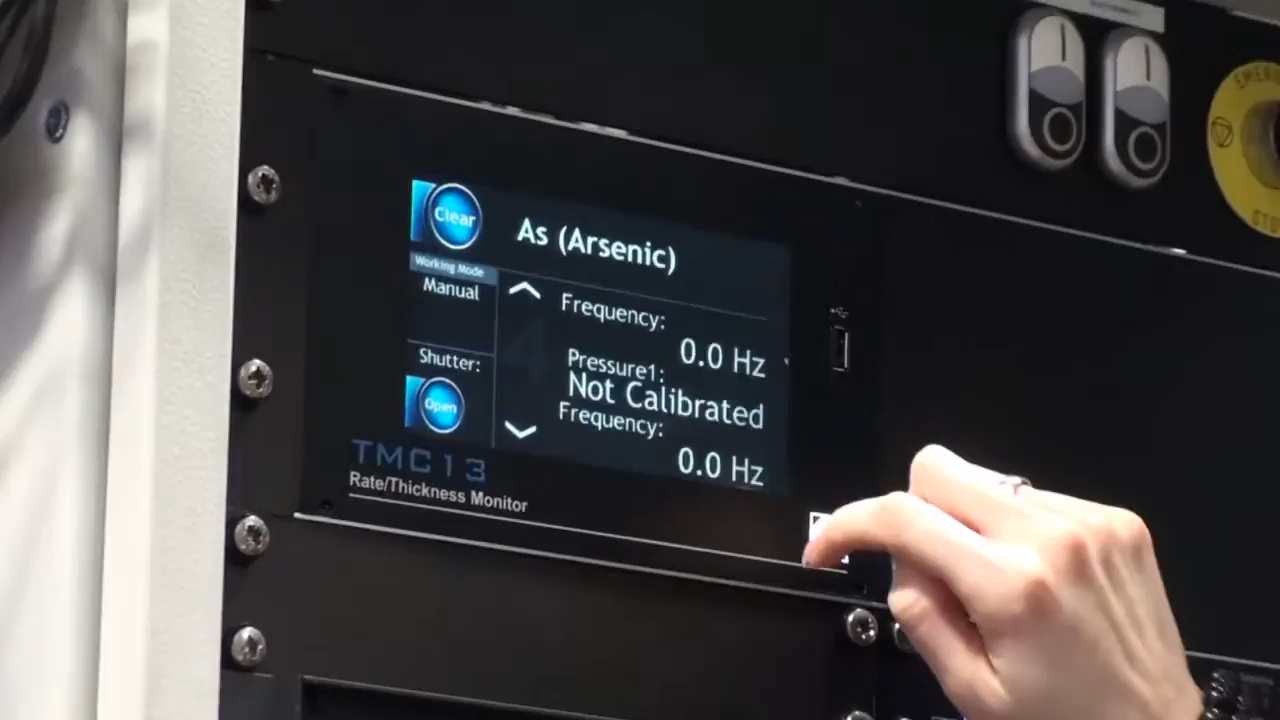 Clear
As (Arsenic)
Working Mode
Manual
Frequency:
0.0 Hz
4
Pressure1:
Not Calibrated
Shutter:
Open
Frequency:
0.0 Hz
TMC13
Rate/Thickness Monitor